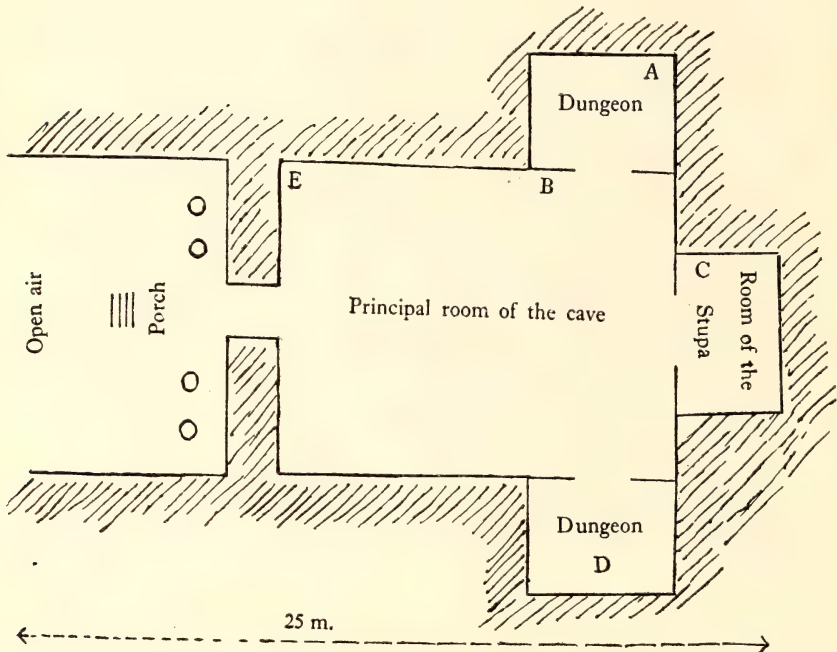 A
Dungeon
E
B
C
Room of the
Stupa
Open air
Porch
Principal room of the cave
Dungeon
D
25 m.